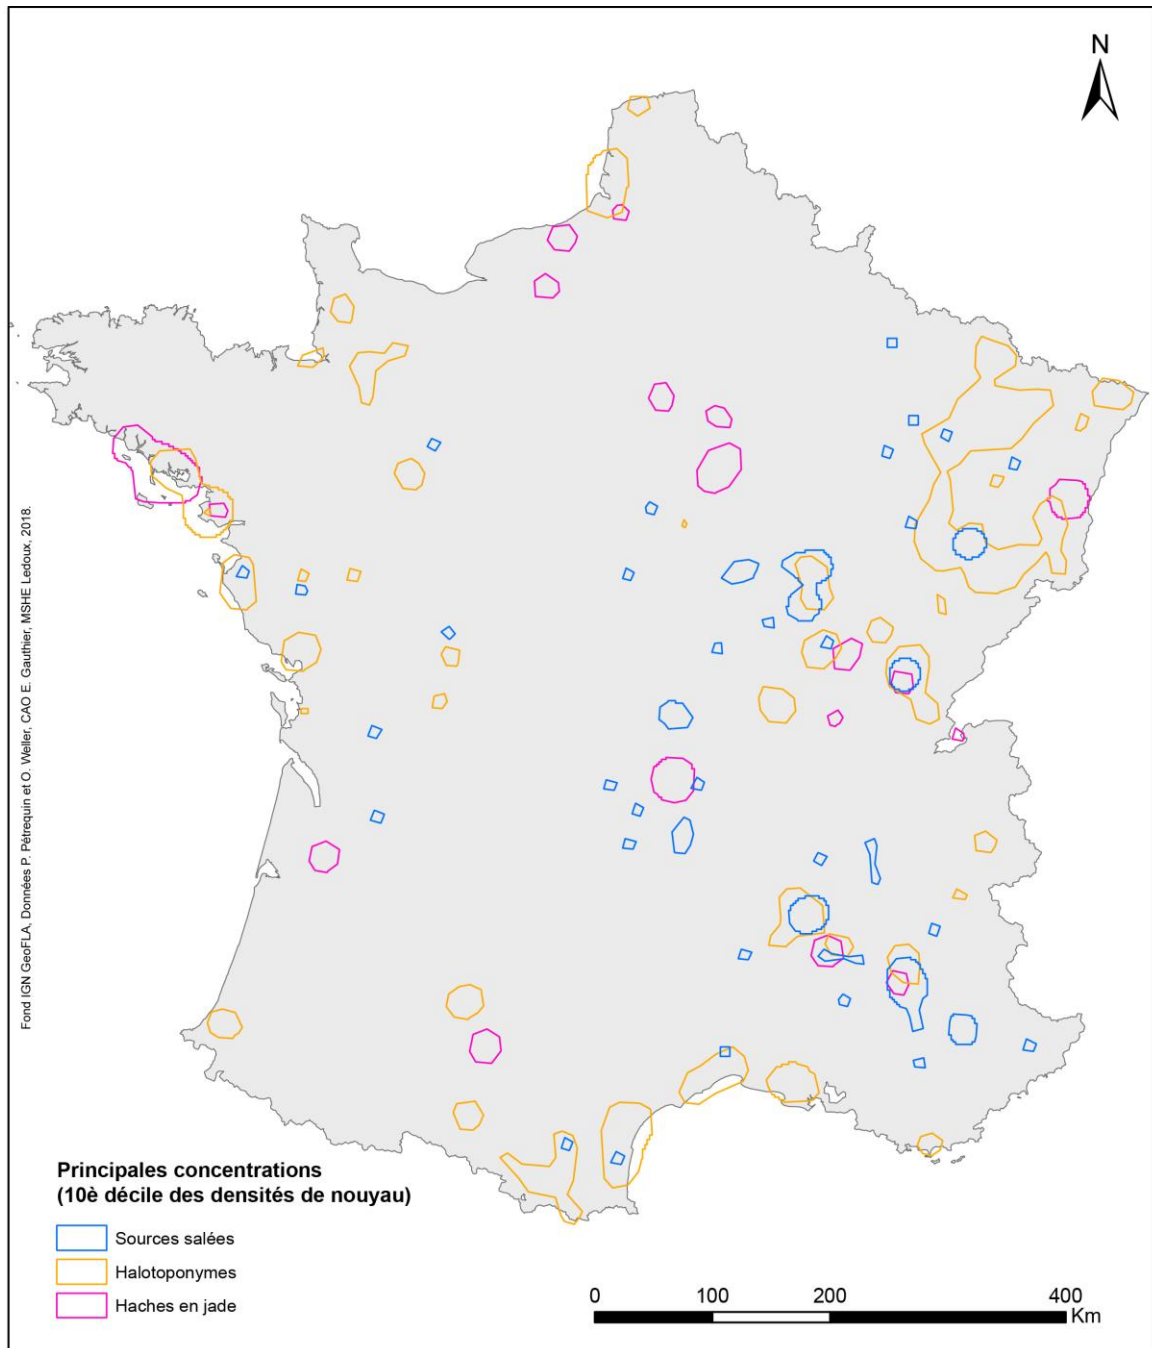 N
Fond IGN GeoFLA, Données P. Pétrequin et O. Weller, CAO E. Gauthier, MSHE Ledoux, 2018.
Principales concentrations
(10è décile des densités de nouyau)
Sources salées
Halotoponymes
Haches en jade
0 100 200 400
Km